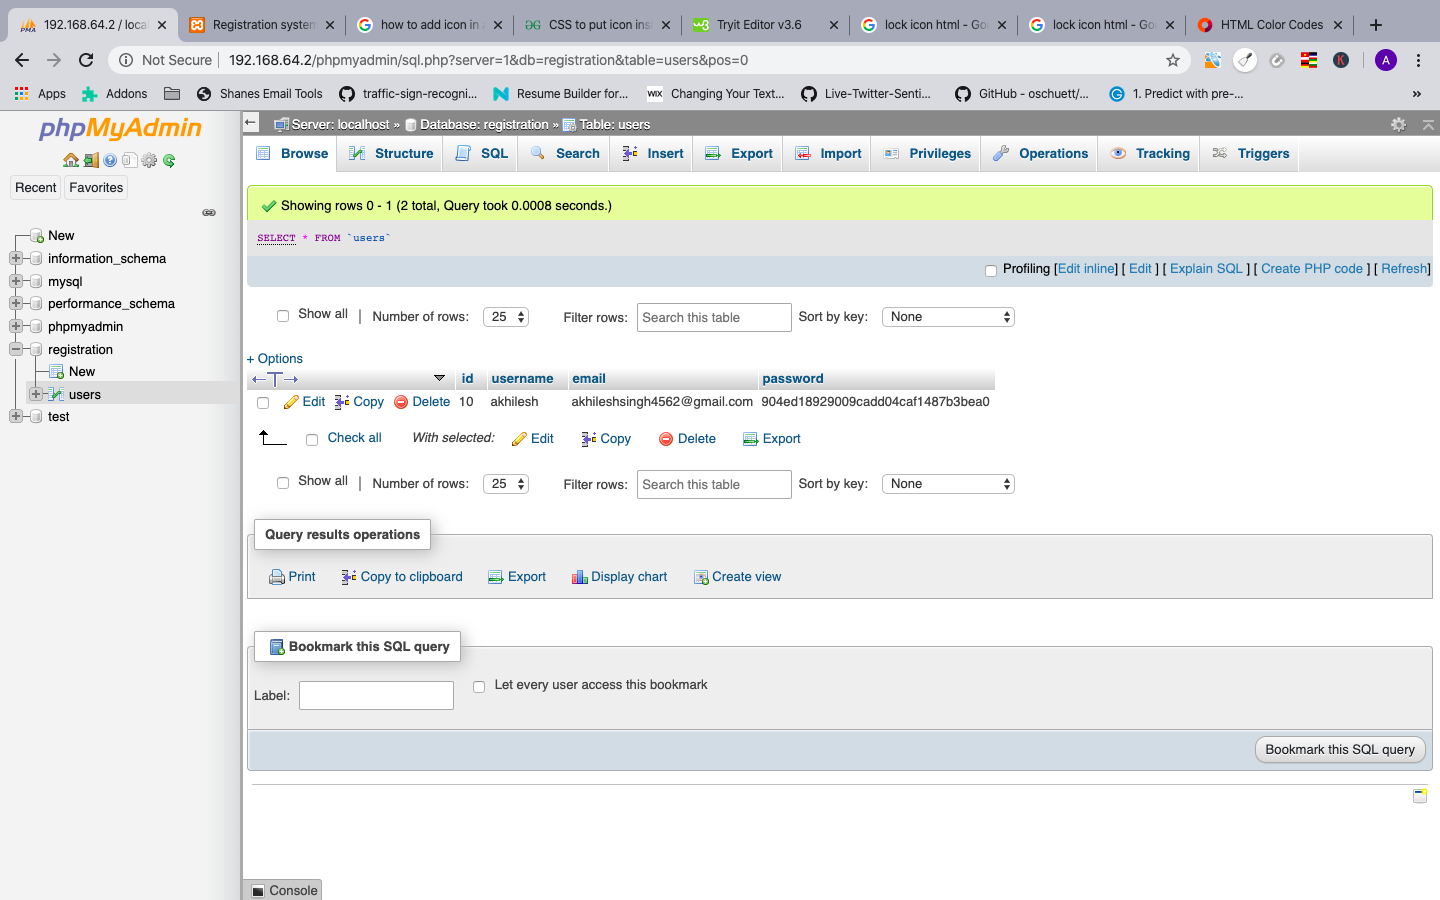 192.168.64.2 / loca
Registration system
how to add icon in
CSS to put icon ins
Tryit Editor v3.6
lock icon html - Go
lock icon html - Go
HTML Color Codes
Not Secure 192.168.64.2/phpmyadmin/sql.php?server=1&db=registration&table=users&pos=0
A
Apps
Addons
Shanes Email Tools
traffic-sign-recogni...
Resume Builder for...
WIX Changing Your Text...
Live-Twitter-Senti...
GitHub - oschuett/...
1. Predict with pre-...
»
phpMyAdmin
Recent Favorites
New
information_schema
mysql
performance_schema
phpmyadmin
registration
New
users
test
Server: localhost » Database: registration » Table: users
Browse Structure SQL Search Insert Export Import Privileges Operations Tracking Triggers
Showing rows 0 - 1 (2 total, Query took 0.0008 seconds.)
SELECT * FROM `users`
Profiling [Edit inline] [ Edit ] [ Explain SQL ] [ Create PHP code ] [ Refresh]
Show all | Number of rows: 25 Filter rows: Search this table Sort by key: None
+ Options
id username email password
Edit Copy Delete 10 akhilesh akhileshsingh4562@gmail.com 904ed18929009cadd04caf1487b3bea0
Check all With selected: Edit Copy Delete Export
Show all | Number of rows: 25 Filter rows: Search this table Sort by key: None
Query results operations
Print Copy to clipboard Export Display chart Create view
Bookmark this SQL query
Label: Let every user access this bookmark
Bookmark this SQL query
Console